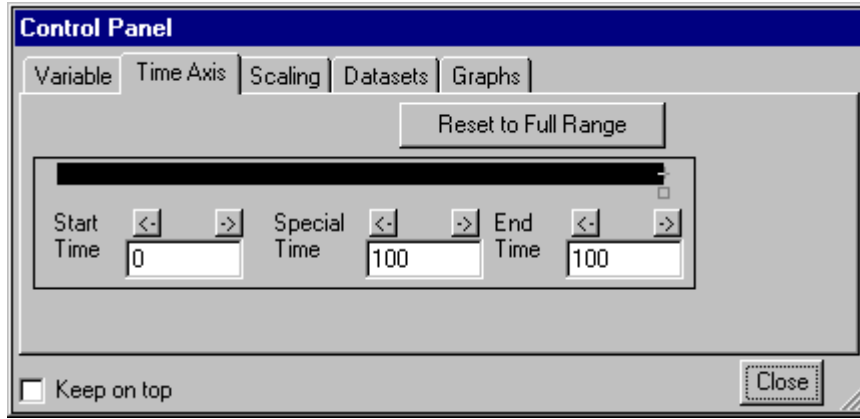 Control Panel
Variable Time Axis Scaling Datasets Graphs
Reset to Full Range
Start Time <- -> 0 Special Time <- -> 100 End Time <- -> 100
Keep on top
Close